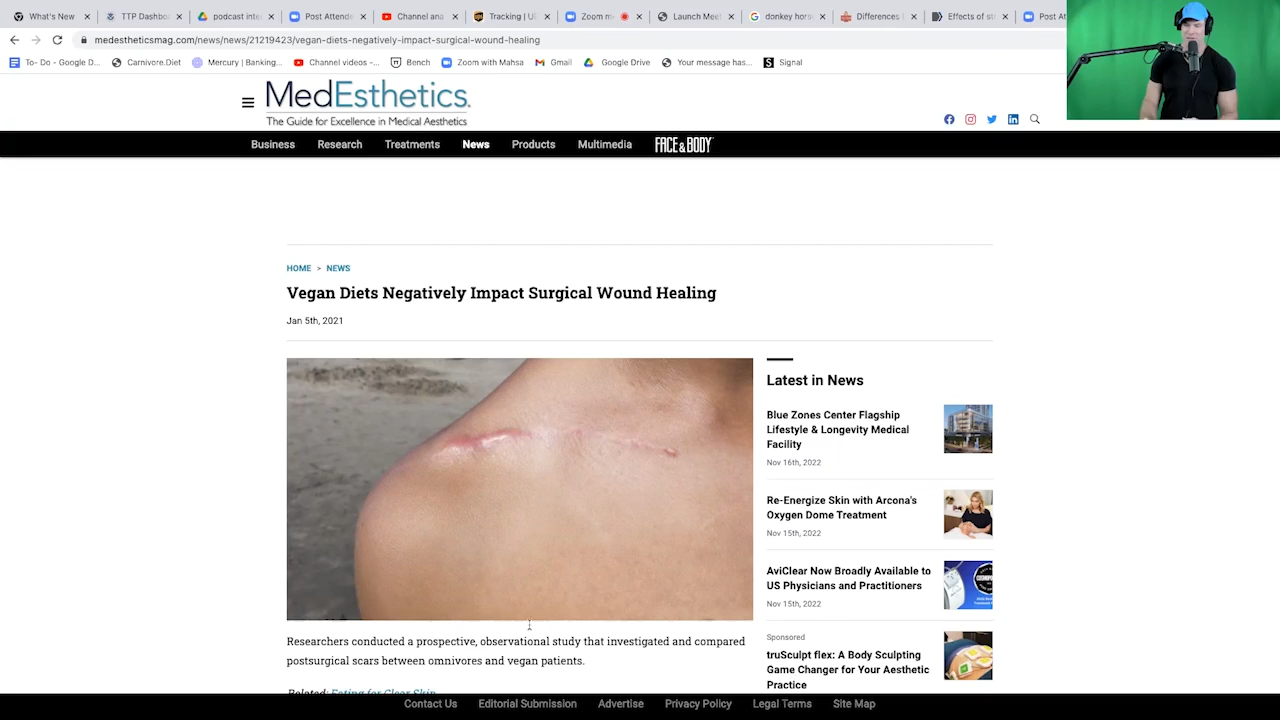 What's New
TTP Dashbo
podcast inte
Post Attende
Channel ana
Tracking | U
Zoom m
Launch Meet
donkey hors
Differences
Effects of st
Post At
medestheticsmag.com/news/news/21219423/vegan-diets-negatively-impact-surgical-wound-healing
To- Do - Google D...
Carnivore.Diet
Mercury | Banking...
Channel videos -...
Bench
Zoom with Mahsa
Gmail
Google Drive
Your message has...
Signal
MedEsthetics.
The Guide for Excellence in Medical Aesthetics
Business
Research
Treatments
News
Products
Multimedia
FACE & BODY
HOME > NEWS
Vegan Diets Negatively Impact Surgical Wound Healing
Jan 5th, 2021
Researchers conducted a prospective, observational study that investigated and compared
postsurgical scars between omnivores and vegan patients.
Related: Eating for Clear Skin
Latest in News
Blue Zones Center Flagship
Lifestyle & Longevity Medical
Facility
Nov 16th, 2022
Re-Energize Skin with Arcona's
Oxygen Dome Treatment
Nov 15th, 2022
AviClear Now Broadly Available to
US Physicians and Practitioners
Nov 15th, 2022
Sponsored
truSculpt flex: A Body Sculpting
Game Changer for Your Aesthetic
Practice
Contact Us
Editorial Submission
Advertise
Privacy Policy
Legal Terms
Site Map